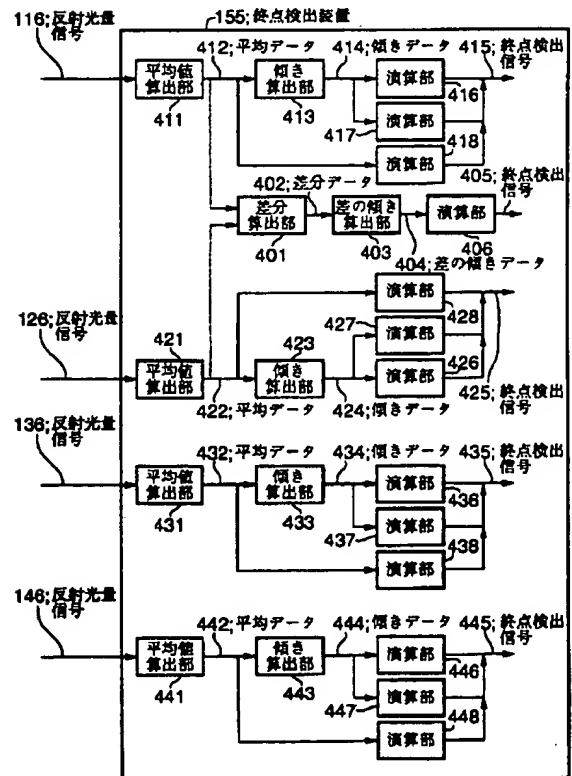 155;終点検出装置
116;反射光量
信号
412;平均データ
414;傾きデータ
415;終点検出
信号
平均値
算出部
411
傾き
算出部
413
演算部
416
417
演算部
418
演算部
402;差分データ
405;終点検出
信号
差分
算出部
401
差の傾き
算出部
403
演算部
406
404;差の傾きデータ
126;反射光量
信号
421
平均値
算出部
422;平均データ
423
傾き
算出部
424;傾きデータ
演算部
428
427
演算部
426
演算部
425;終点検出
信号
136;反射光量
信号
432;平均データ
434;傾きデータ
435;終点検出
信号
平均値
算出部
431
傾き
算出部
433
演算部
436
437
演算部
438
演算部
146;反射光量
信号
442;平均データ
444;傾きデータ
445;終点検出
信号
平均値
算出部
441
傾き
算出部
443
演算部
446
447
演算部
448
演算部